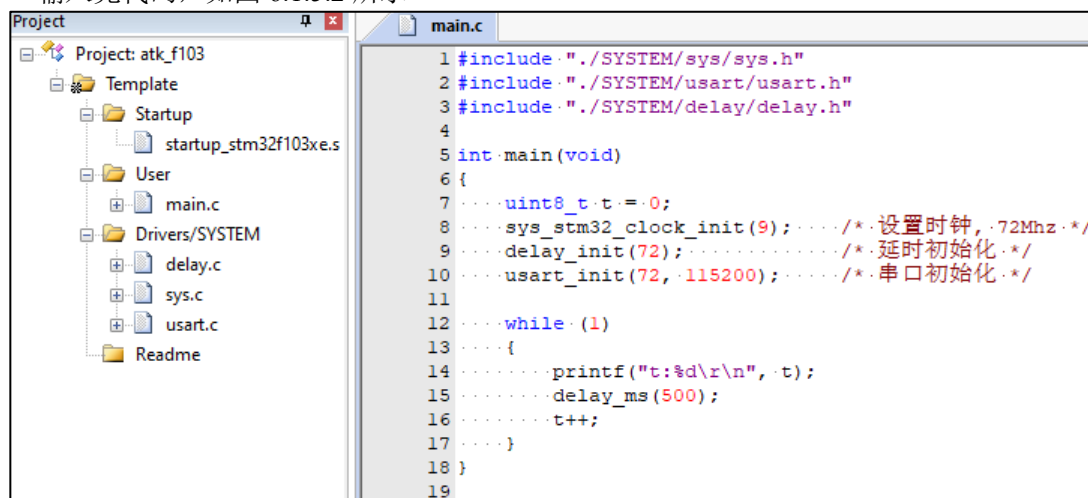 Project
Project: atk_f103
Template
Startup
startup_stm32f103xe.s
User
main.c
Drivers/SYSTEM
delay.c
sys.c
usart.c
Readme
main.c
1 #include "./SYSTEM/sys/sys.h"
2 #include "./SYSTEM/usart/usart.h"
3 #include "./SYSTEM/delay/delay.h"
4
5 int main(void)
6 {
7     uint8_t t = 0;
8     sys_stm32_clock_init(9);    /* 设置时钟, 72Mhz */
9     delay_init(72);             /* 延时初始化 */
10     usart_init(72, 115200);     /* 串口初始化 */
11
12     while (1)
13     {
14         printf("t:%d\r\n", t);
15         delay_ms(500);
16         t++;
17     }
18 }
19